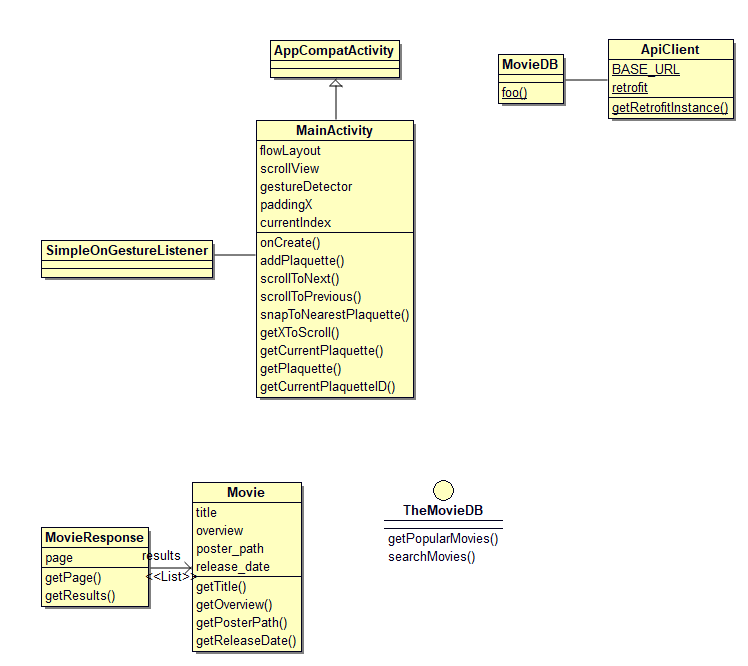 AppCompatActivity
MovieDB
foo()
ApiClient
BASE_URL
retrofit
getRetrofitInstance()
MainActivity
flowLayout
scrollView
gestureDetector
paddingX
currentIndex
onCreate()
addPlaquette()
scrollToNext()
scrollToPrevious()
snapToNearestPlaquette()
getXToScroll()
getCurrentPlaquette()
getPlaquette()
getCurrentPlaquetteID()
SimpleOnGestureListener
MovieResponse
page
getPage()
getResults()
results
<<List>>
Movie
title
overview
poster_path
release_date
getTitle()
getOverview()
getPosterPath()
getReleaseDate()
TheMovieDB
getPopularMovies()
searchMovies()